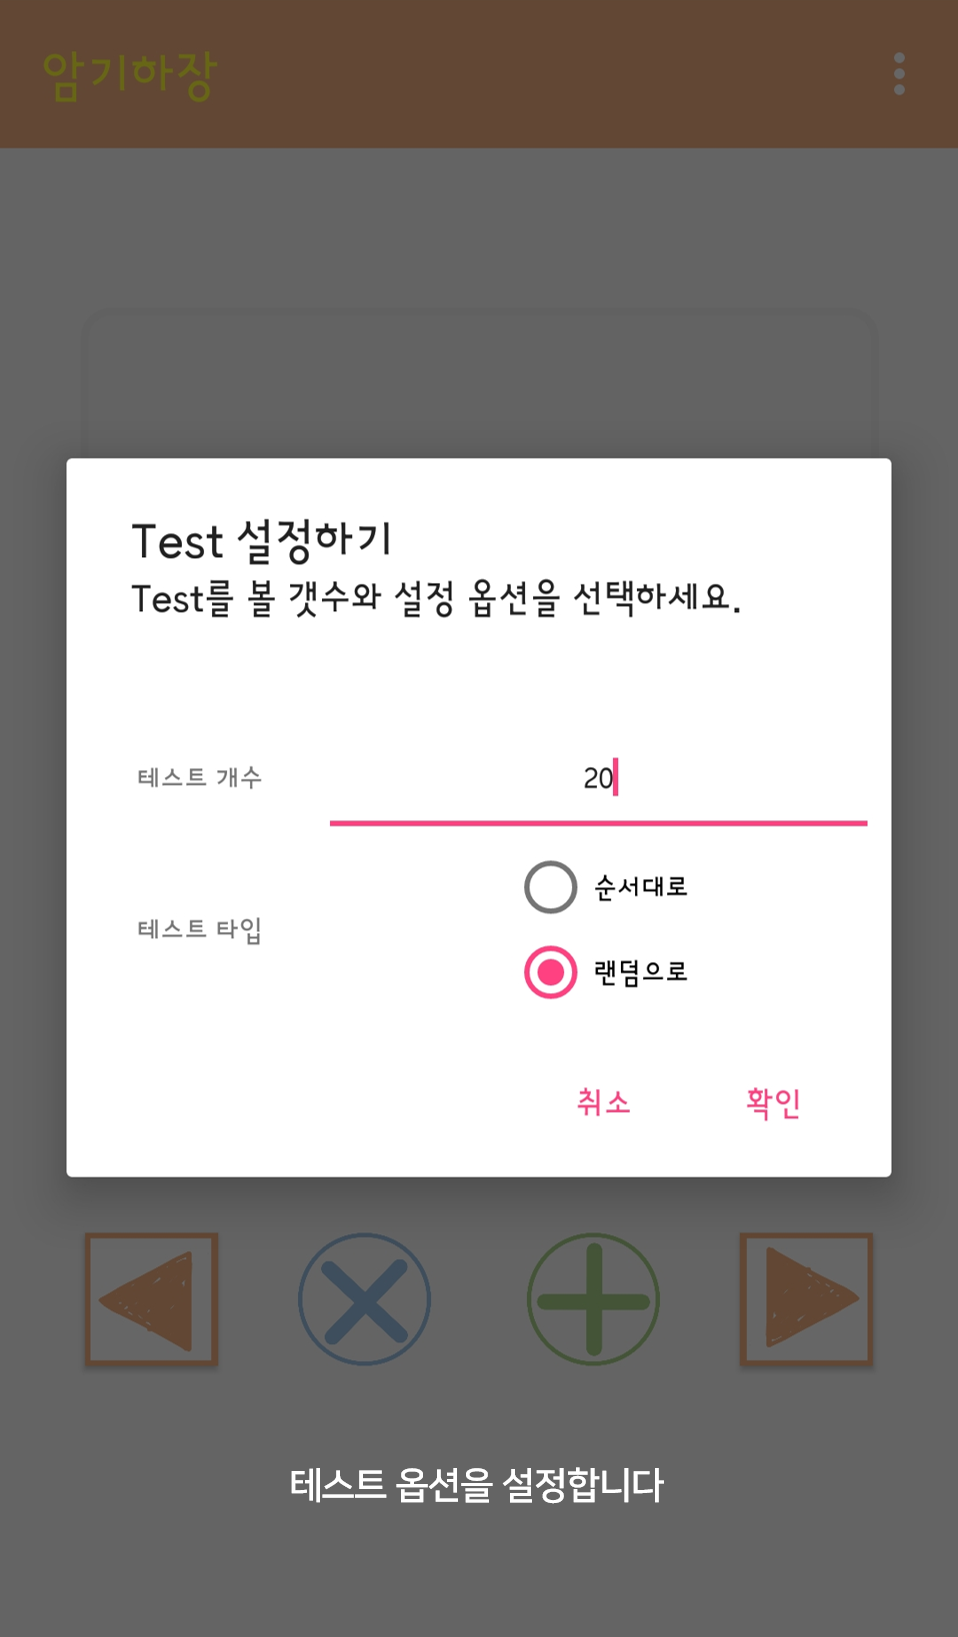 암기하장
Test 설정하기
Test를 볼 갯수와 설정 옵션을 선택하세요.
테스트 개수
20
순서대로
테스트 타입
랜덤으로
취소
확인
테스트 옵션을 설정합니다